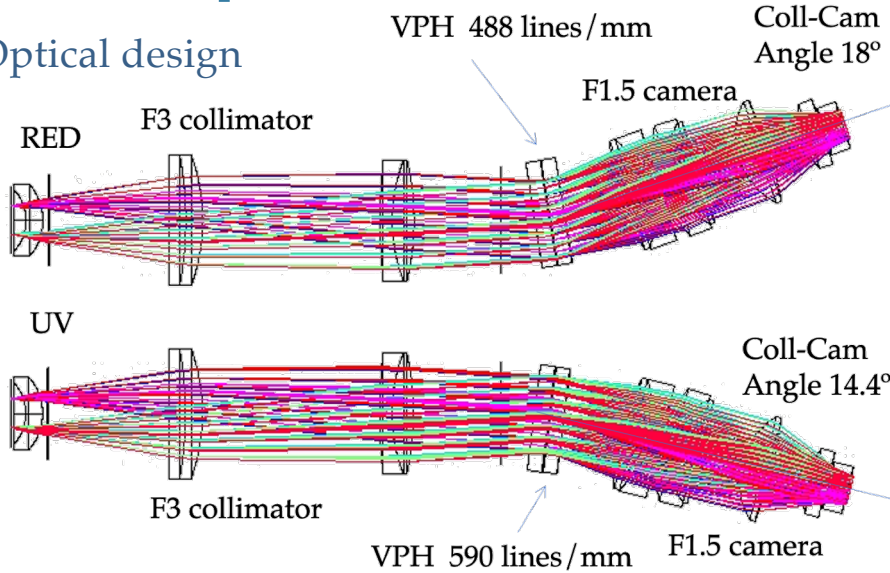 Optical design
VPH 488 lines/mm
Coll-Cam
Angle 18º
F3 collimator
F1.5 camera
RED
UV
Coll-Cam
Angle 14.4º
F3 collimator
VPH 590 lines/mm
F1.5 camera